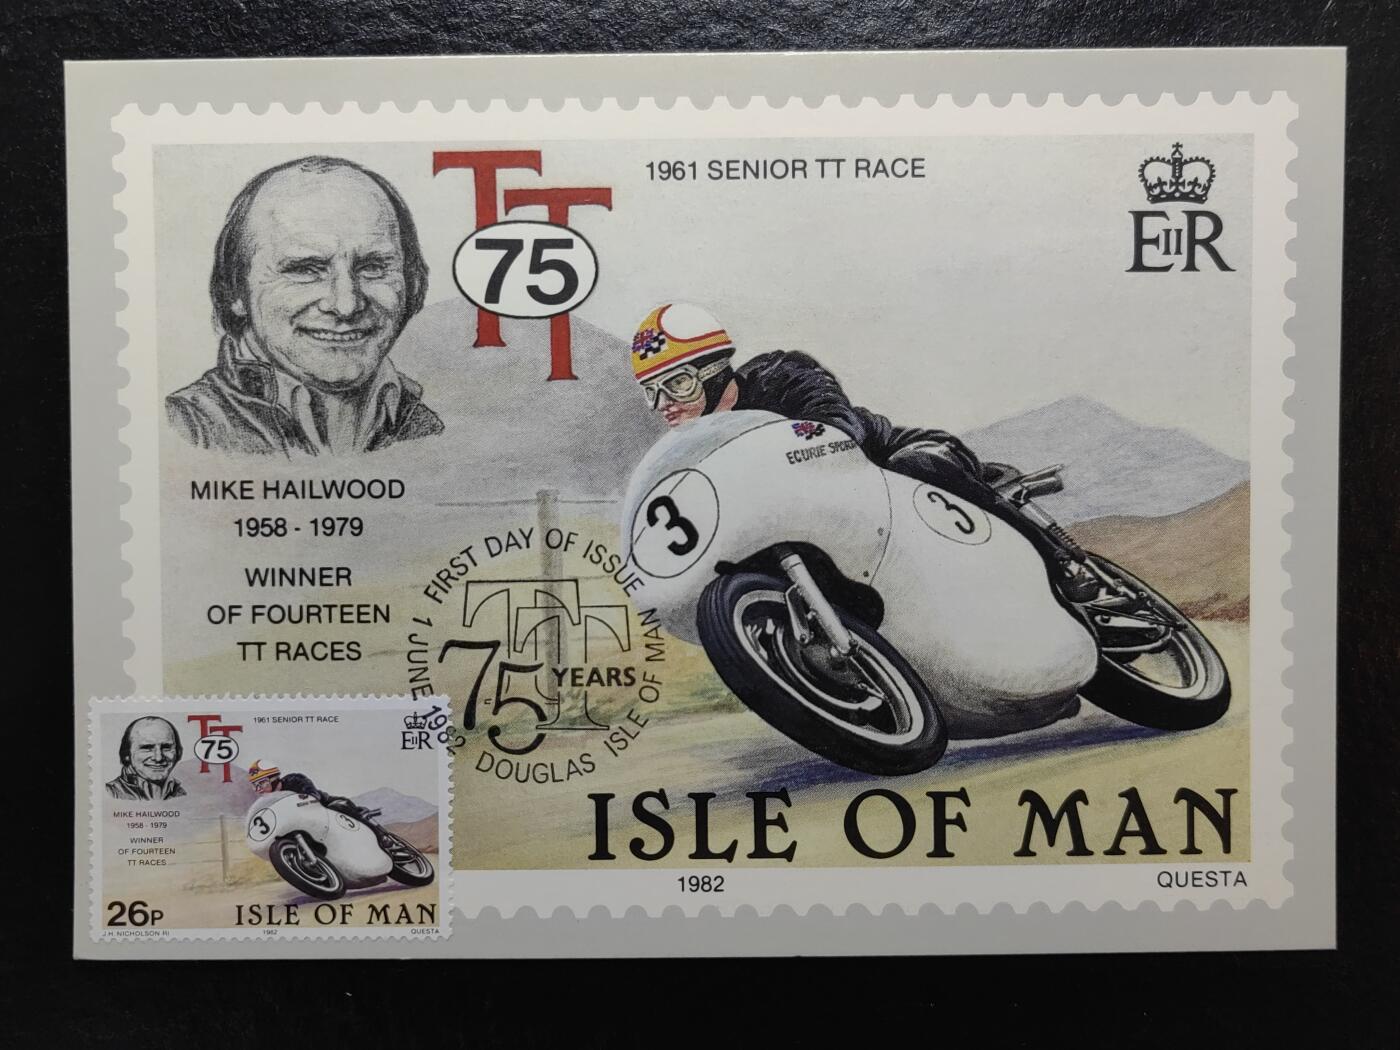 TT
75
1961 SENIOR TT RACE
EIIR
MIKE HAILWOOD
1958 - 1979
WINNER
OF FOURTEEN
TT RACES
3
ECURIE SPORT
3
1 JUNE 1982 FIRST DAY OF ISSUE
TT
75 YEARS
DOUGLAS ISLE OF MAN
ISLE OF MAN
1982
QUESTA
TT
75
1961 SENIOR TT RACE
EIIR
MIKE HAILWOOD
1958 - 1979
WINNER
OF FOURTEEN
TT RACES
3
3
26P
ISLE OF MAN
J.H. NICHOLSON RI
1982
QUESTA